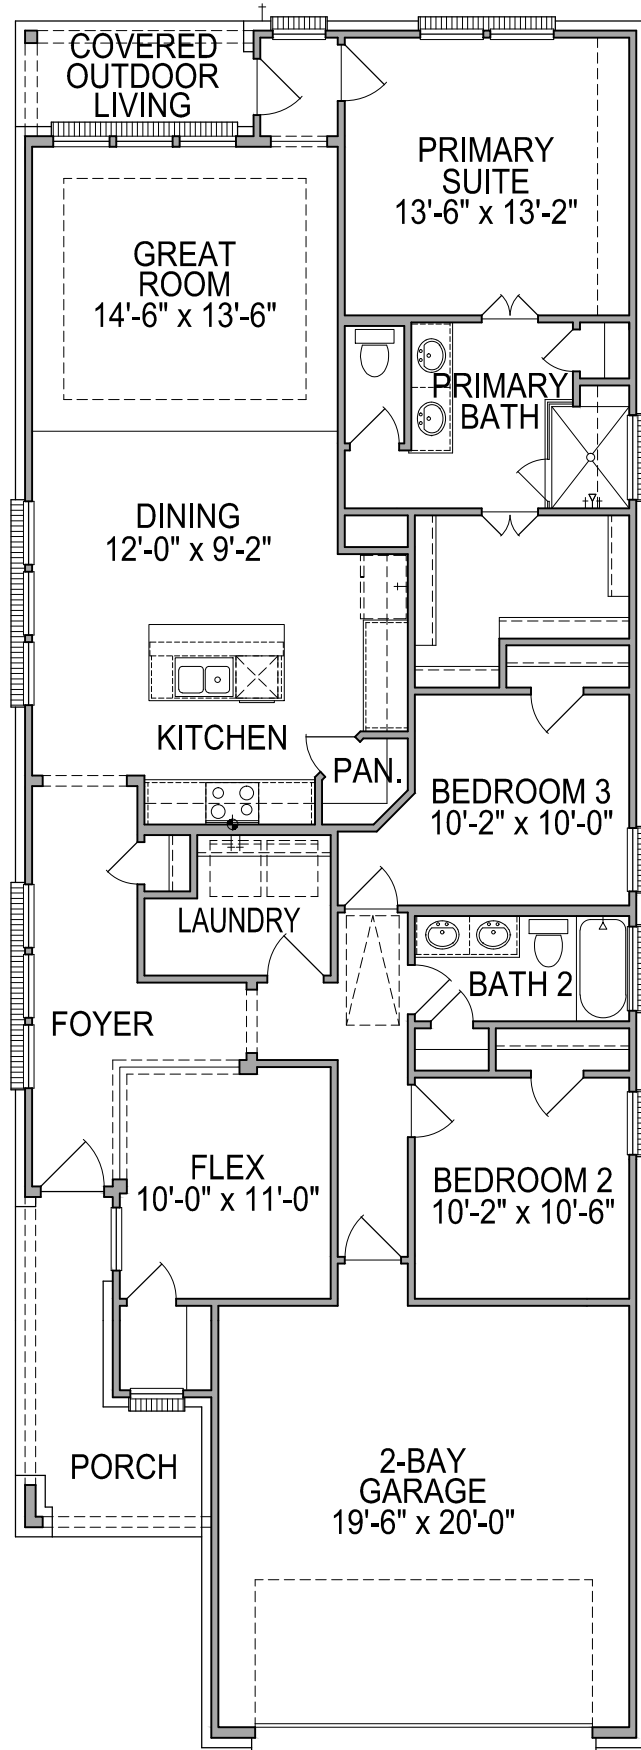 COVERED
OUTDOOR
LIVING
PRIMARY
SUITE
13'-6" x 13'-2"
GREAT
ROOM
14'-6" x 13'-6"
PRIMARY
BATH
DINING
12'-0" x 9'-2"
KITCHEN
PAN.
BEDROOM 3
10'-2" x 10'-0"
LAUNDRY
BATH 2
FOYER
FLEX
10'-0" x 11'-0"
BEDROOM 2
10'-2" x 10'-6"
PORCH
2-BAY
GARAGE
19'-6" x 20'-0"